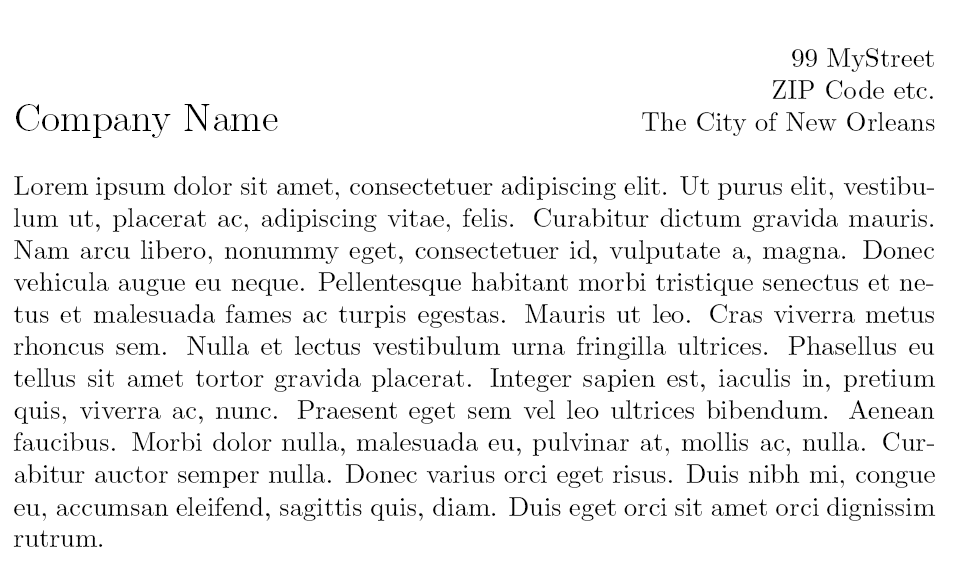 99 MyStreet
ZIP Code etc.
Company Name
The City of New Orleans
Lorem ipsum dolor sit amet, consectetuer adipiscing elit. Ut purus elit, vestibu-
lum ut, placerat ac, adipiscing vitae, felis. Curabitur dictum gravida mauris.
Nam arcu libero, nonummy eget, consectetuer id, vulputate a, magna. Donec
vehicula augue eu neque. Pellentesque habitant morbi tristique senectus et ne-
tus et malesuada fames ac turpis egestas. Mauris ut leo. Cras viverra metus
rhoncus sem. Nulla et lectus vestibulum urna fringilla ultrices. Phasellus eu
tellus sit amet tortor gravida placerat. Integer sapien est, iaculis in, pretium
quis, viverra ac, nunc. Praesent eget sem vel leo ultrices bibendum. Aenean
faucibus. Morbi dolor nulla, malesuada eu, pulvinar at, mollis ac, nulla. Cur-
abitur auctor semper nulla. Donec varius orci eget risus. Duis nibh mi, congue
eu, accumsan eleifend, sagittis quis, diam. Duis eget orci sit amet orci dignissim
rutrum.